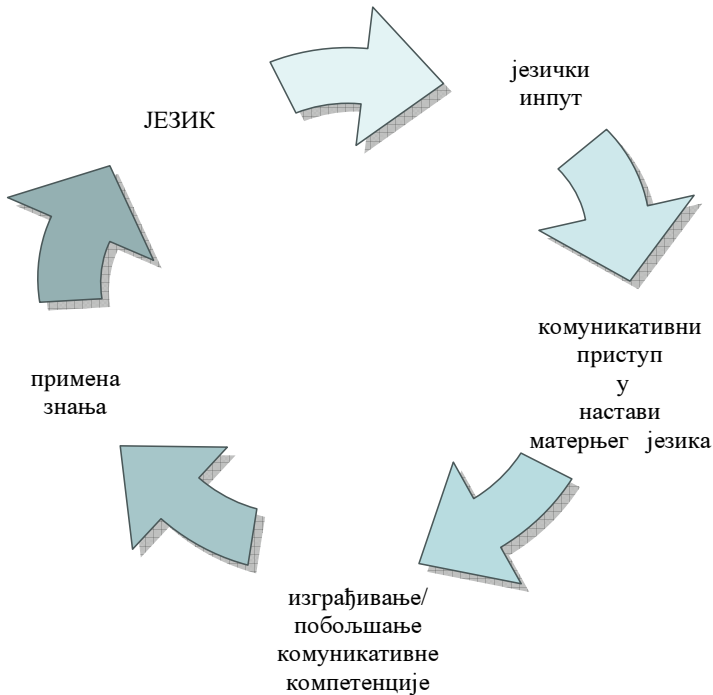 ЈЕЗИК
језички
инпут
комуникативни
приступ
у
настави
матерњег језика
изграђивање/
побољшање
комуникативне
компетенције
примена
знања